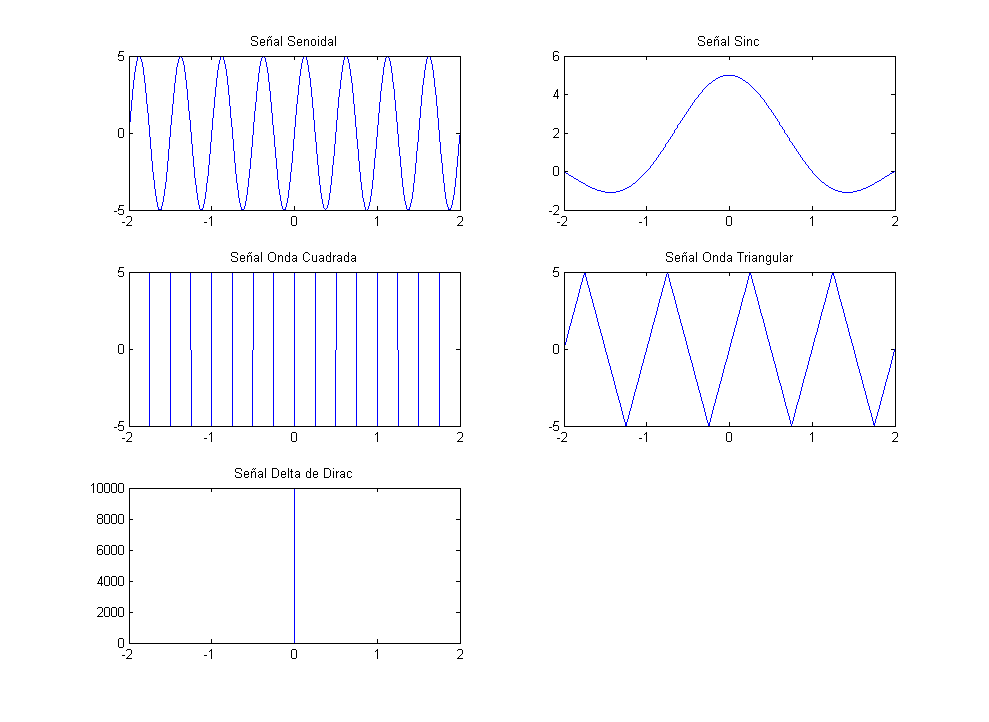 Señal Senoidal
5
0
-5
-2 -1 0 1 2
Señal Sinc
6
4
2
0
-2
-2 -1 0 1 2
Señal Onda Cuadrada
5
0
-5
-2 -1 0 1 2
Señal Onda Triangular
5
0
-5
-2 -1 0 1 2
Señal Delta de Dirac
10000
8000
6000
4000
2000
0
-2 -1 0 1 2